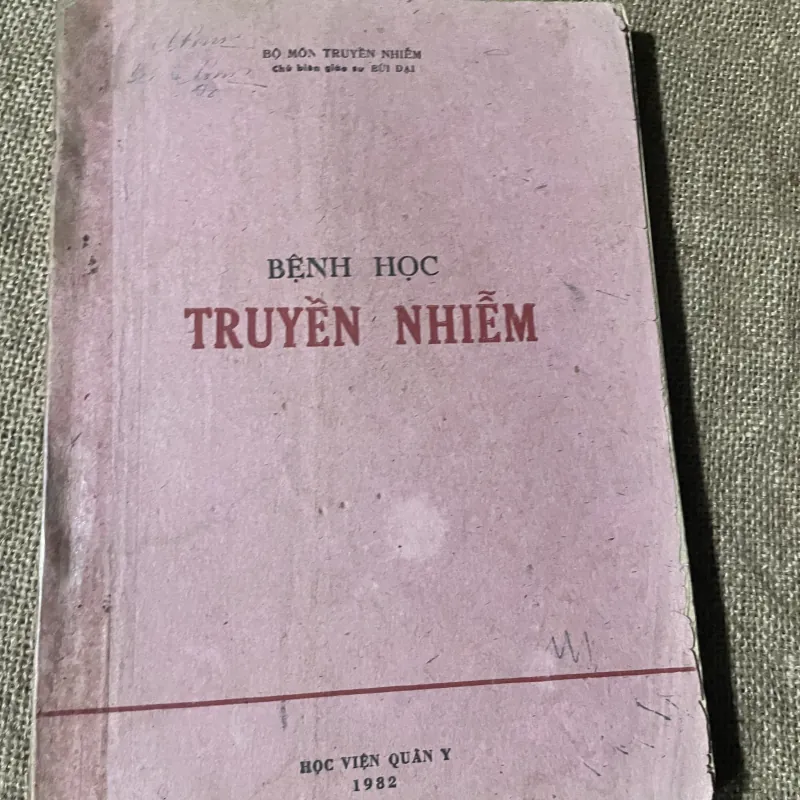 BỘ MÔN TRUYỀN NHIỄM
Chủ biên giáo sư BÙI ĐẠI
BỆNH HỌC
TRUYỀN NHIỄM
HỌC VIỆN QUÂN Y
1982